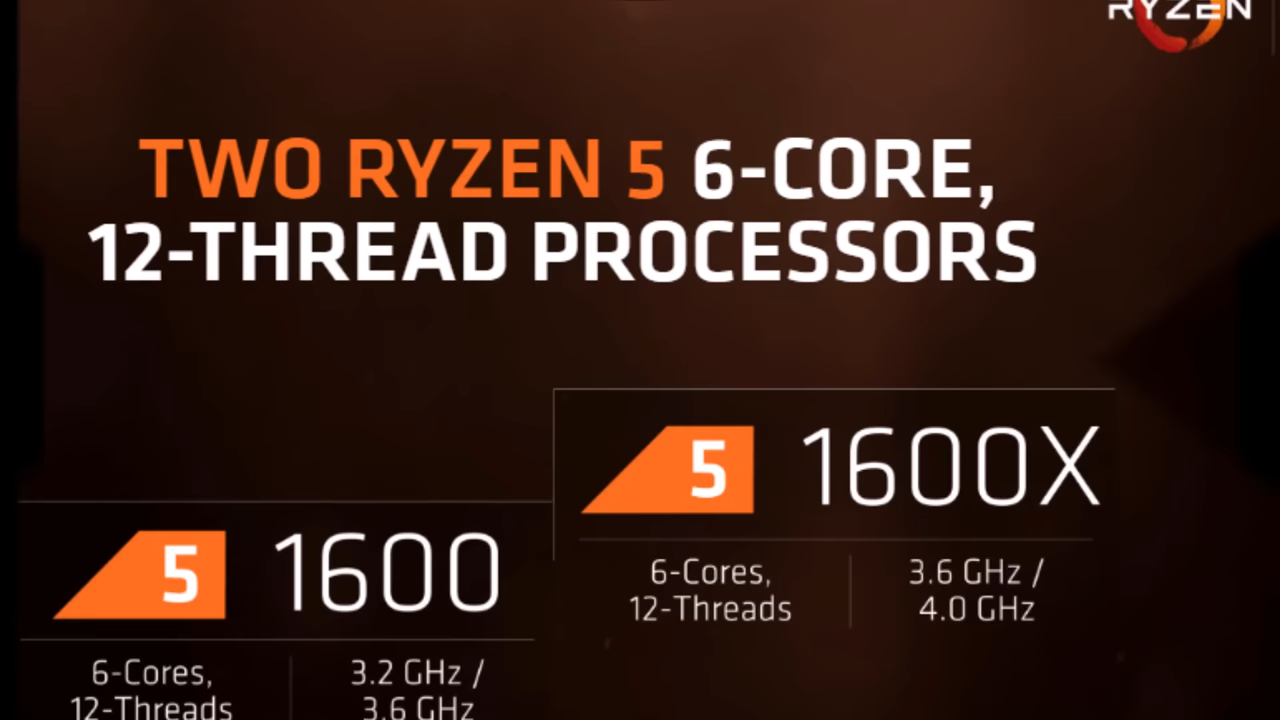 RYZEN
TWO RYZEN 5 6-CORE,
12-THREAD PROCESSORS
5 1600X
6-Cores,
12-Threads
3.6 GHz /
4.0 GHz
5 1600
6-Cores,
12-Threads
3.2 GHz /
3.6 GHz